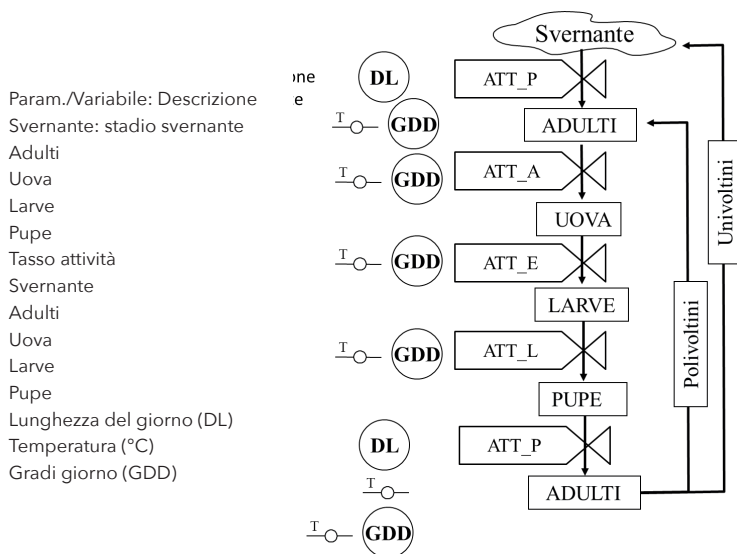 Param./Variabile: Descrizione
Svernante: stadio svernante
Adulti
Uova
Larve
Pupe
Tasso attività
Svernante
Adulti
Uova
Larve
Pupe
Lunghezza del giorno (DL)
Temperatura (°C)
Gradi giorno (GDD)
one
e
Svernante
DL
ATT_P
T
GDD
ADULTI
T
GDD
ATT_A
UOVA
T
GDD
ATT_E
LARVE
T
GDD
ATT_L
PUPE
DL
ATT_P
T
ADULTI
T
GDD
Polivoltini
Univoltini